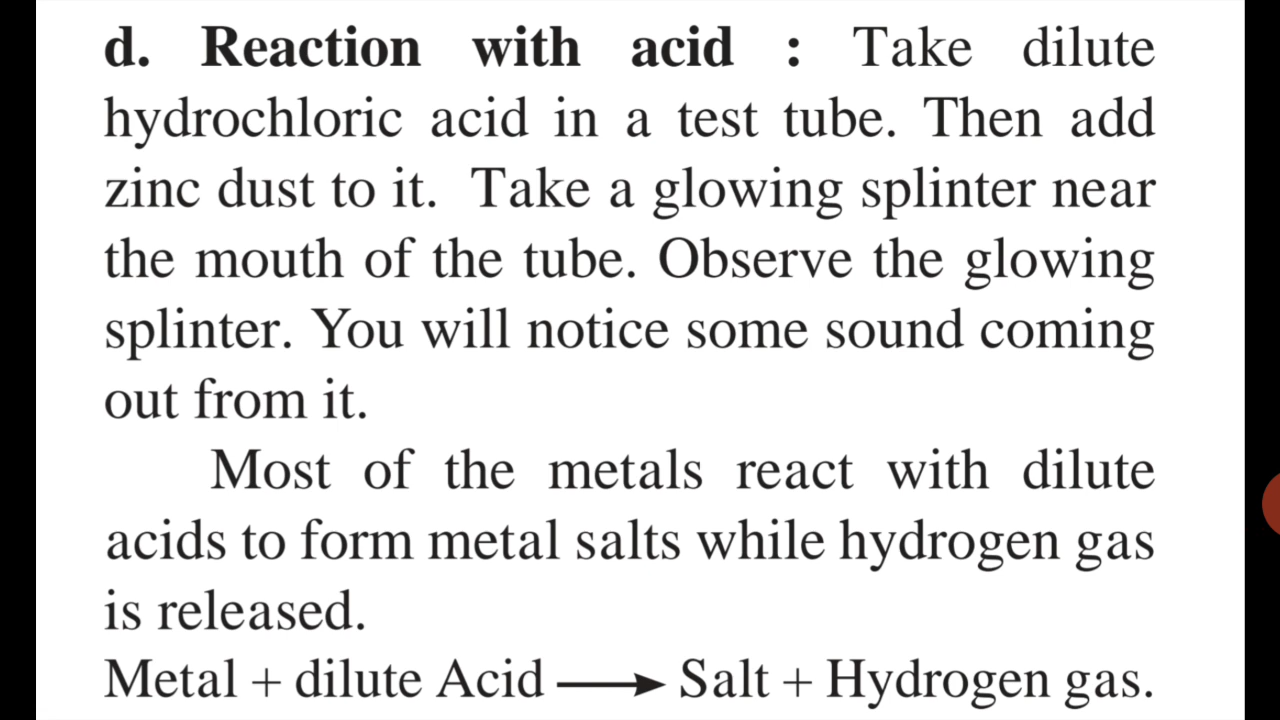 d. Reaction with acid : Take dilute
hydrochloric acid in a test tube. Then add
zinc dust to it. Take a glowing splinter near
the mouth of the tube. Observe the glowing
splinter. You will notice some sound coming
out from it.
Most of the metals react with dilute
acids to form metal salts while hydrogen gas
is released.
Metal + dilute Acid ⟶ Salt + Hydrogen gas.